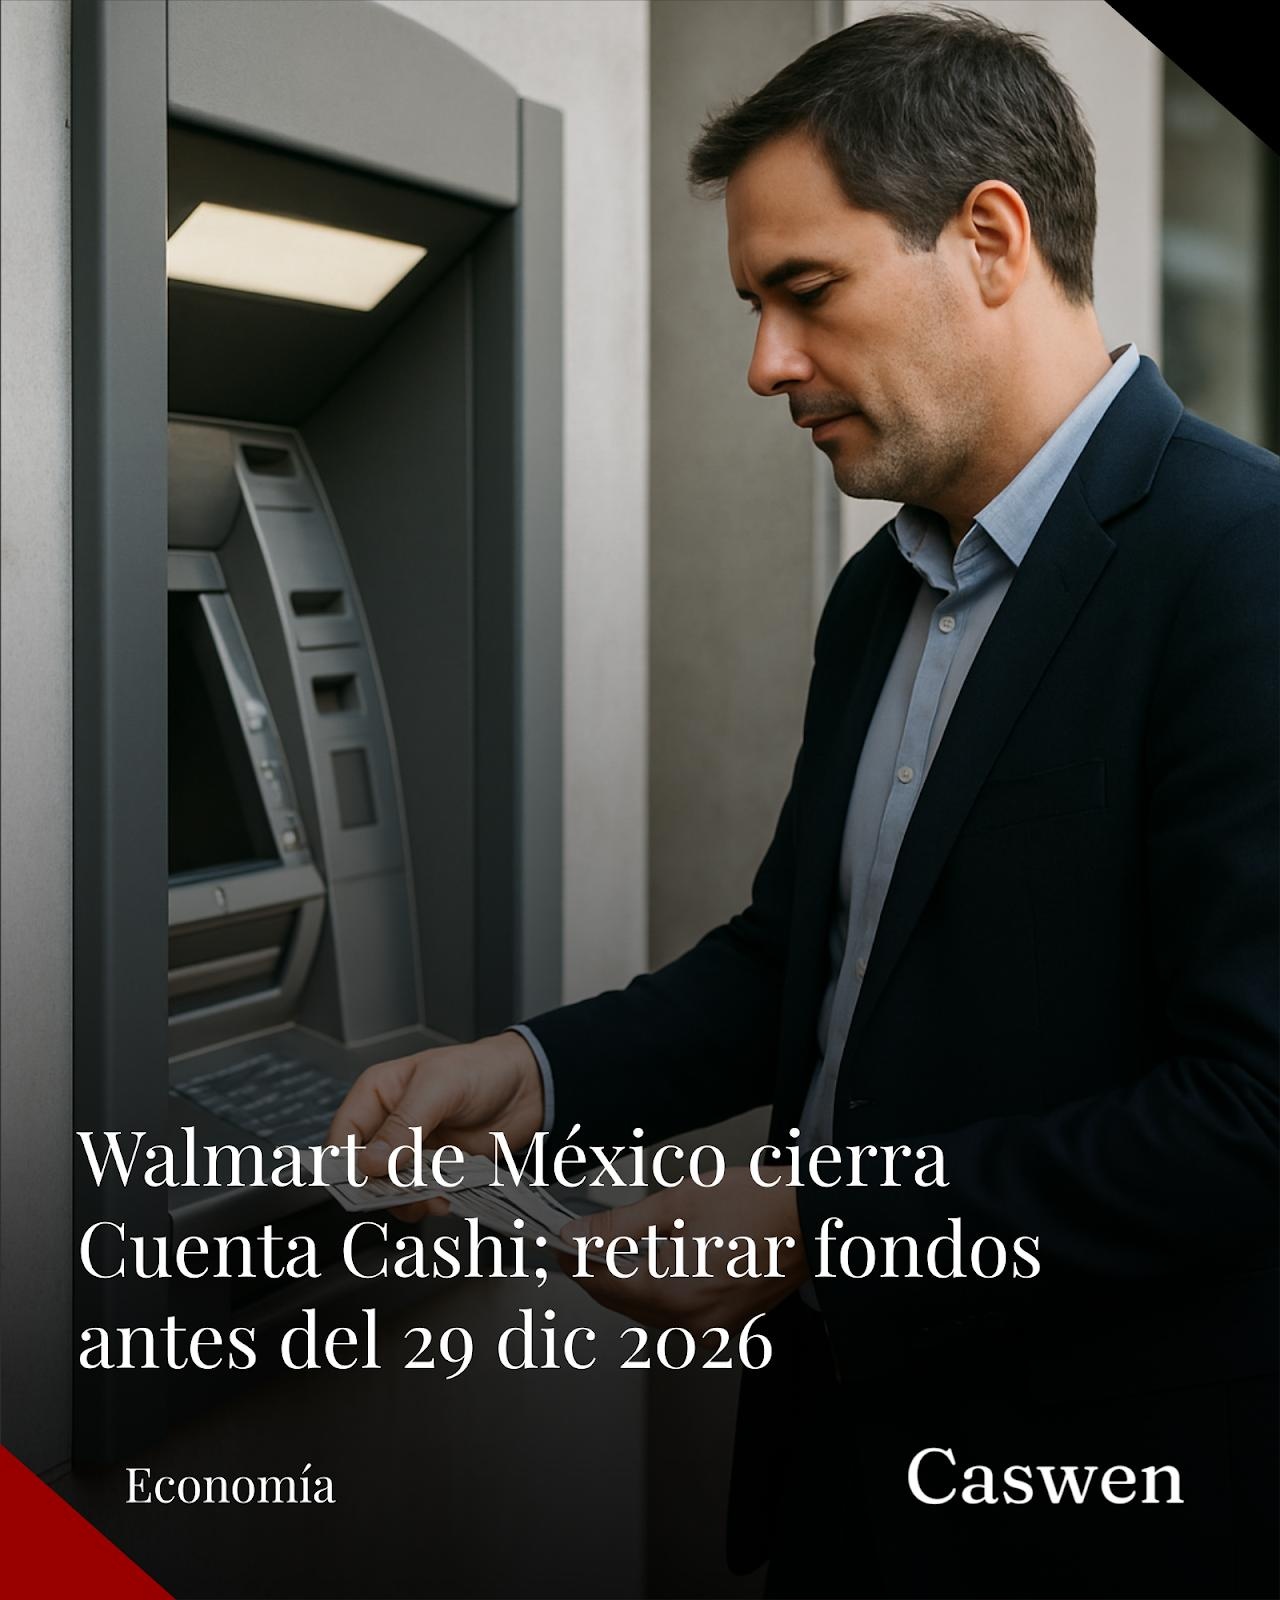 Walmart de México cierra
Cuenta Cashi; retirar fondos
antes del 29 dic 2026
Economía
Caswen